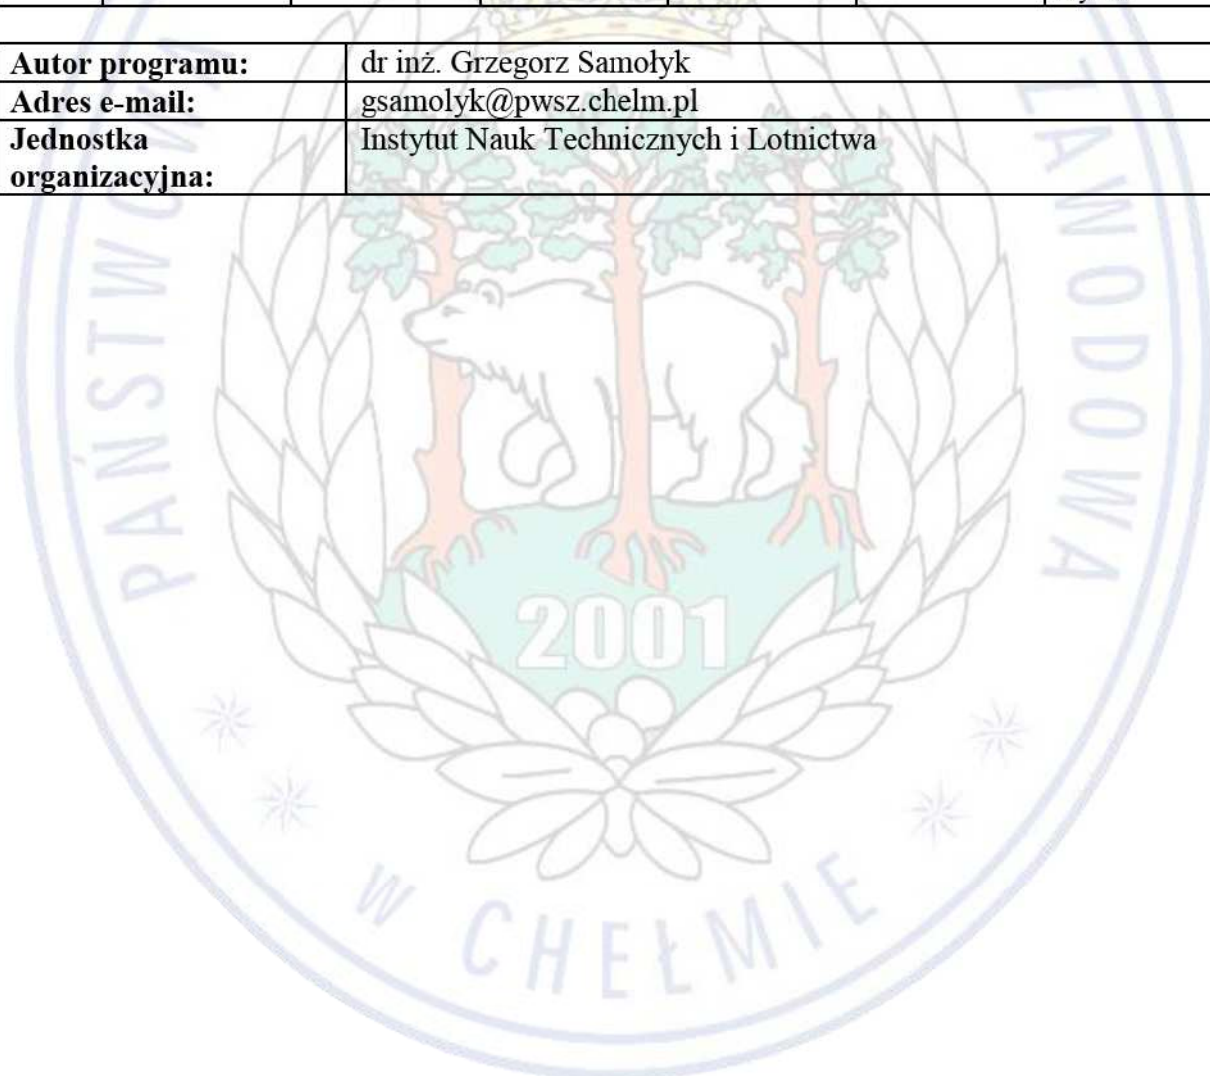 Autor programu: dr inż. Grzegorz Samołyk
Adres e-mail: gsamolyk@pwsz.chelm.pl
Jednostka Instytut Nauk Technicznych i Lotnictwa
organizacyjna:
PAŃSTWOWA
ZAWODOWA
2001
W CHEŁMIE